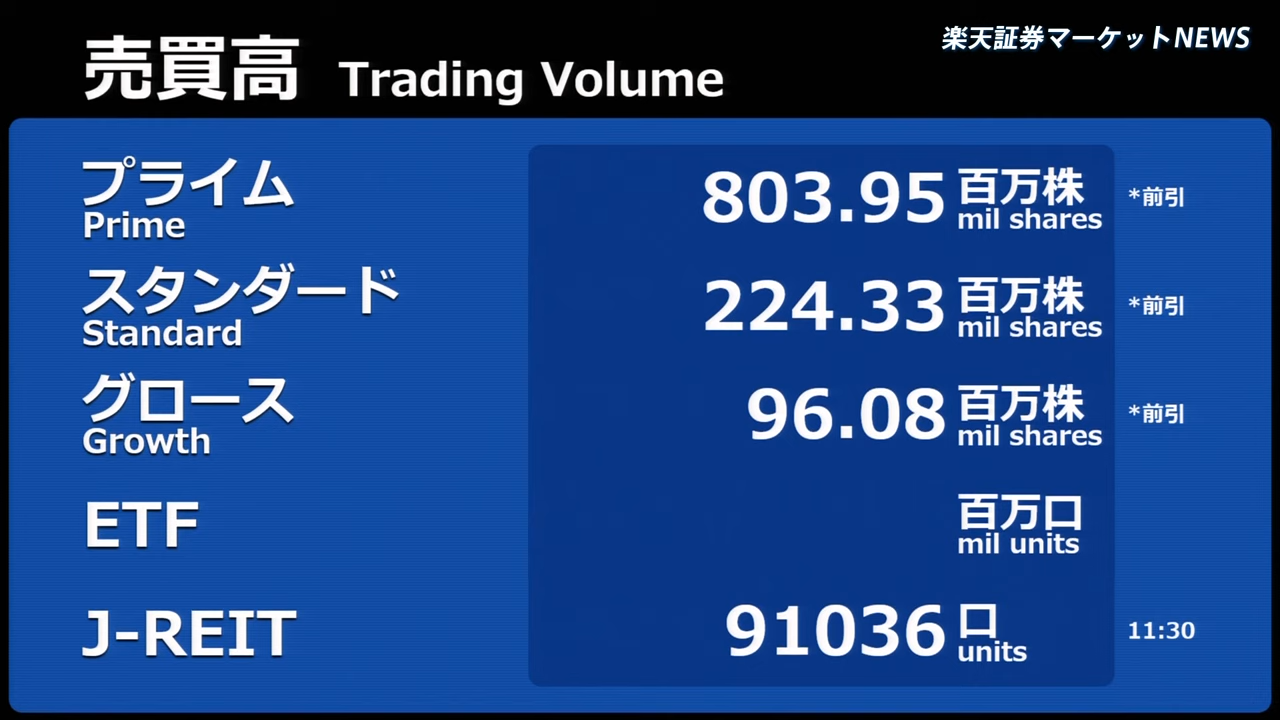 楽天証券マーケットNEWS
売買高 Trading Volume
プライム 803.95 百万株 *前引
Prime mil shares
スタンダード 224.33 百万株 *前引
Standard mil shares
グロース 96.08 百万株 *前引
Growth mil shares
ETF 百万口
mil units
J-REIT 91036 口 11:30
units